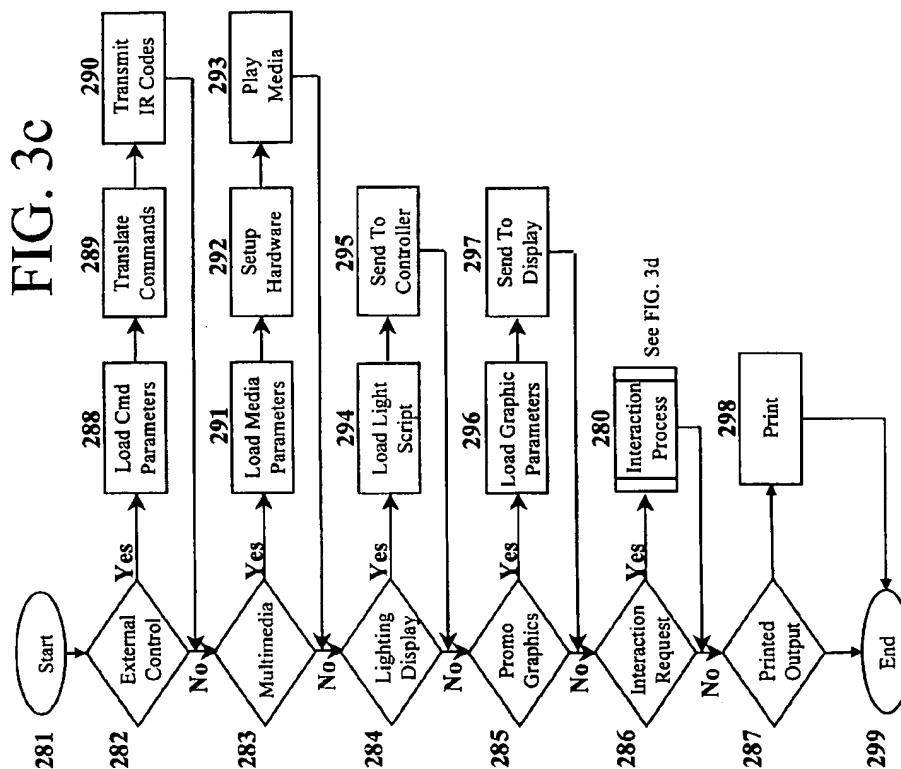 FIG. 3c
281
Start
282
External
Control
Yes
No
288
Load Cmd
Parameters
289
Translate
Commands
290
Transmit
IR Codes
283
Multimedia
Yes
No
291
Load Media
Parameters
292
Setup
Hardware
293
Play
Media
284
Lighting
Display
Yes
No
294
Load Light
Script
295
Send To
Controller
285
Promo
Graphics
Yes
No
296
Load Graphic
Parameters
297
Send To
Display
286
Interaction
Request
Yes
No
280
Interaction
Process
See FIG. 3d
287
Printed
Output
298
Print
299
End